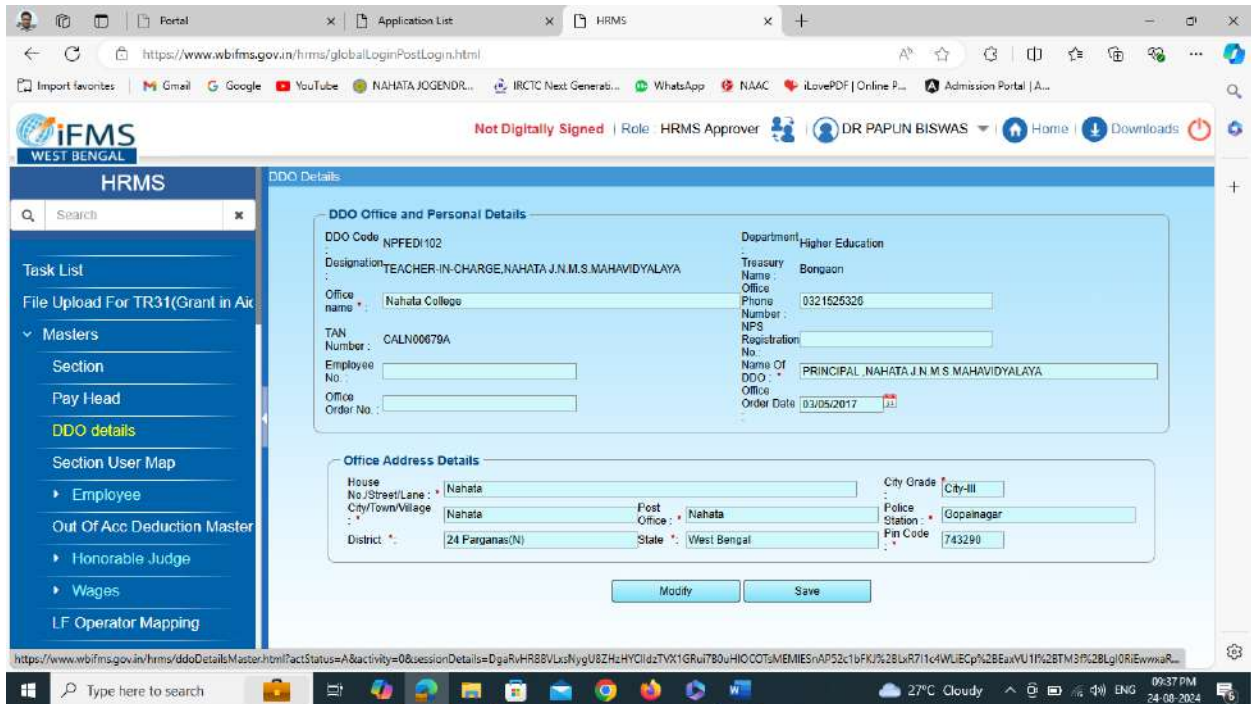 Portal
Application List
HRMS
https://www.wbifms.gov.in/hrms/globalLoginPostLogin.html
Import favorites
Gmail
Google
YouTube
NAHATA JOGENDR...
IRCTC Next Generati...
WhatsApp
NAAC
iLovePDF | Online P...
Admission Portal | A...
iFMS
WEST BENGAL
Not Digitally Signed | Role : HRMS Approver
DR PAPUN BISWAS
Home
Downloads
HRMS
Search
Task List
File Upload For TR31(Grant in Aid
Masters
Section
Pay Head
DDO details
Section User Map
Employee
Out Of Acc Deduction Master
Honorable Judge
Wages
LF Operator Mapping
DDO Details
DDO Office and Personal Details
DDO Code : NPFEDI102
Department : Higher Education
Designation : TEACHER-IN-CHARGE,NAHATA J.N.M.S.MAHAVIDYALAYA
Treasury Name : Bongaon
Office name * : Nahata College
Office Phone Number : 0321525326
TAN Number : CALN00679A
NPS Registration No.:
Employee No. :
Name Of DDO : * PRINCIPAL ,NAHATA J.N.M.S.MAHAVIDYALAYA
Office Order No. :
Office Order Date : 03/05/2017
Office Address Details
House No./Street/Lane : * Nahata
City Grade * : City-III
City/Town/Village : * Nahata
Post Office : * Nahata
Police Station : * Gopalnagar
District *: 24 Parganas(N)
State *: West Bengal
Pin Code : * 743290
Modify
Save
Type here to search
27°C Cloudy
ENG
09:37 PM
24-08-2024